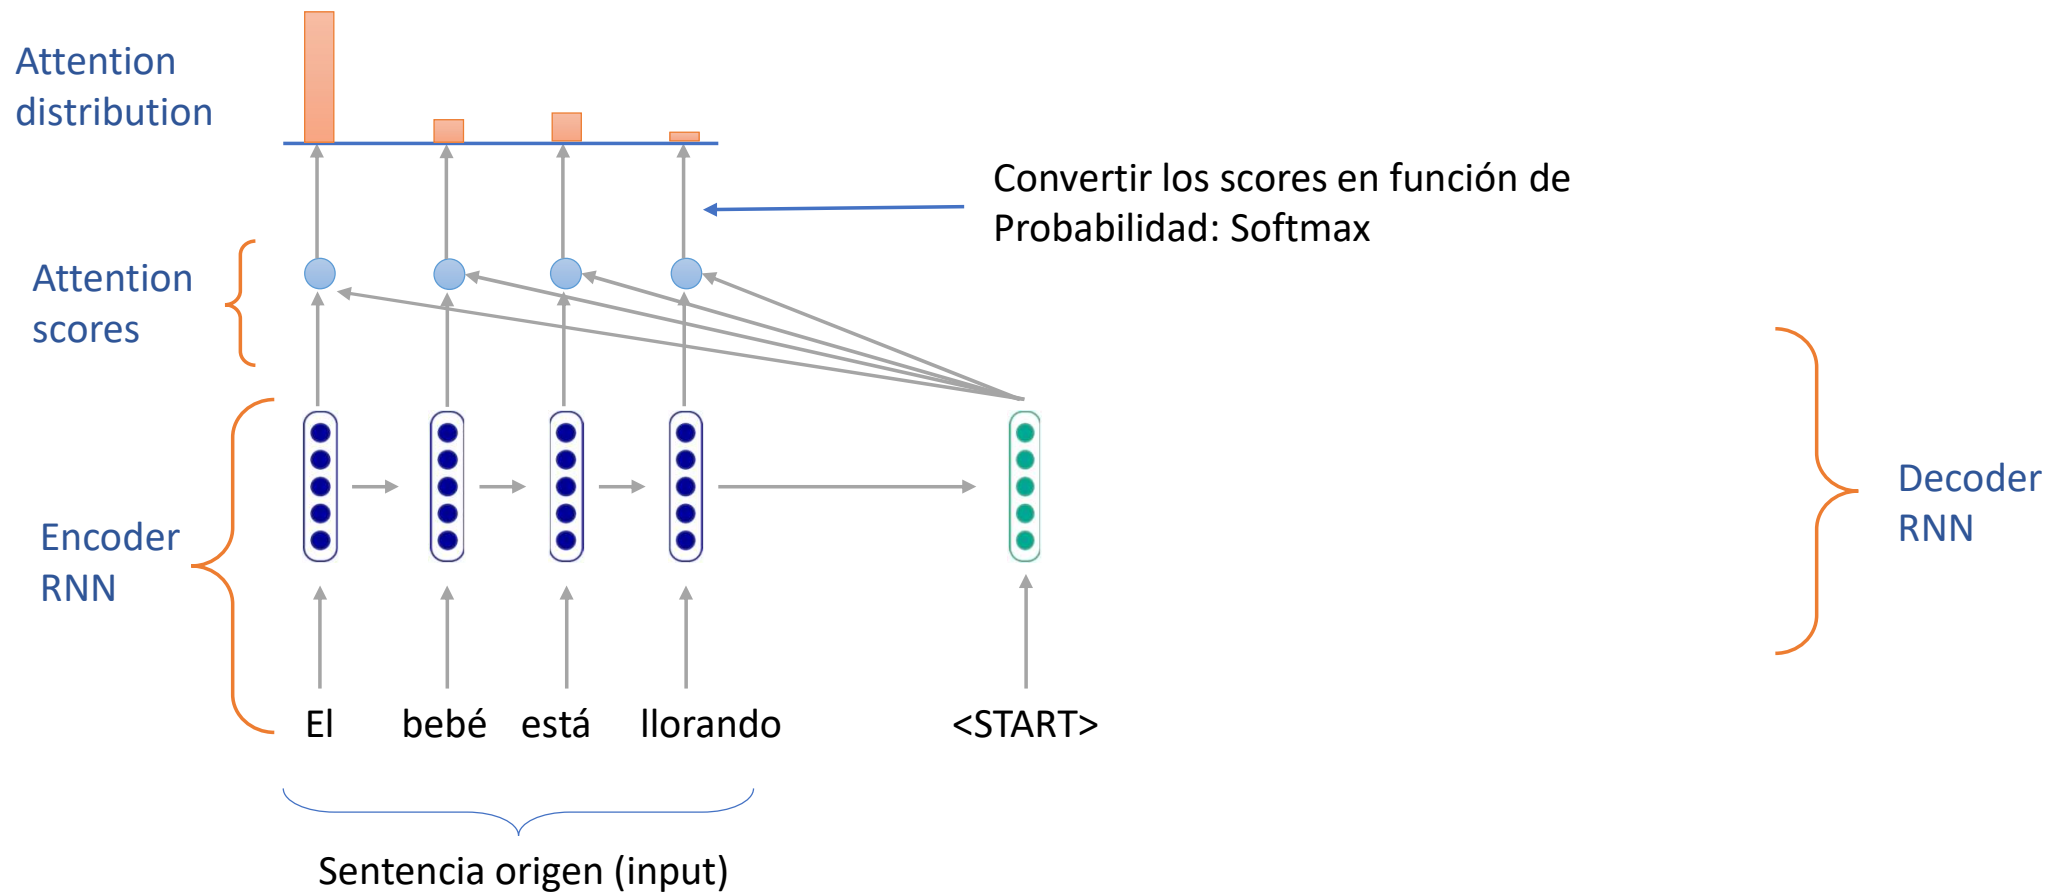 Attention
distribution
Convertir los scores en función de
Probabilidad: Softmax
Attention
scores
Encoder
RNN
Decoder
RNN
El bebé está llorando <START>
Sentencia origen (input)